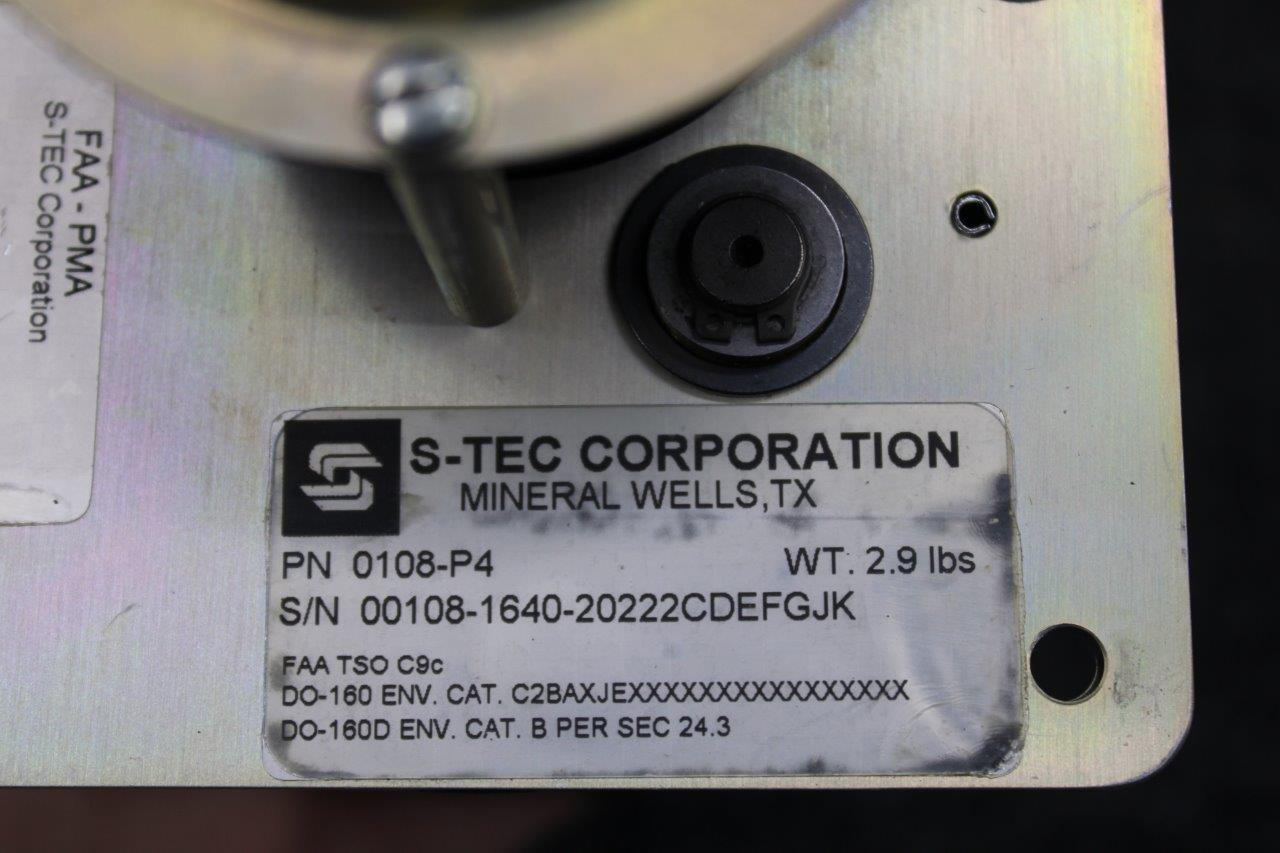 FAA - PMA
S-TEC Corporation
S-TEC CORPORATION
MINERAL WELLS,TX
PN 0108-P4 WT: 2.9 lbs
S/N 00108-1640-20222CDEFGJK
FAA TSO C9c
DO-160 ENV. CAT. C2BAXJEXXXXXXXXXXXXXXXX
DO-160D ENV. CAT. B PER SEC 24.3